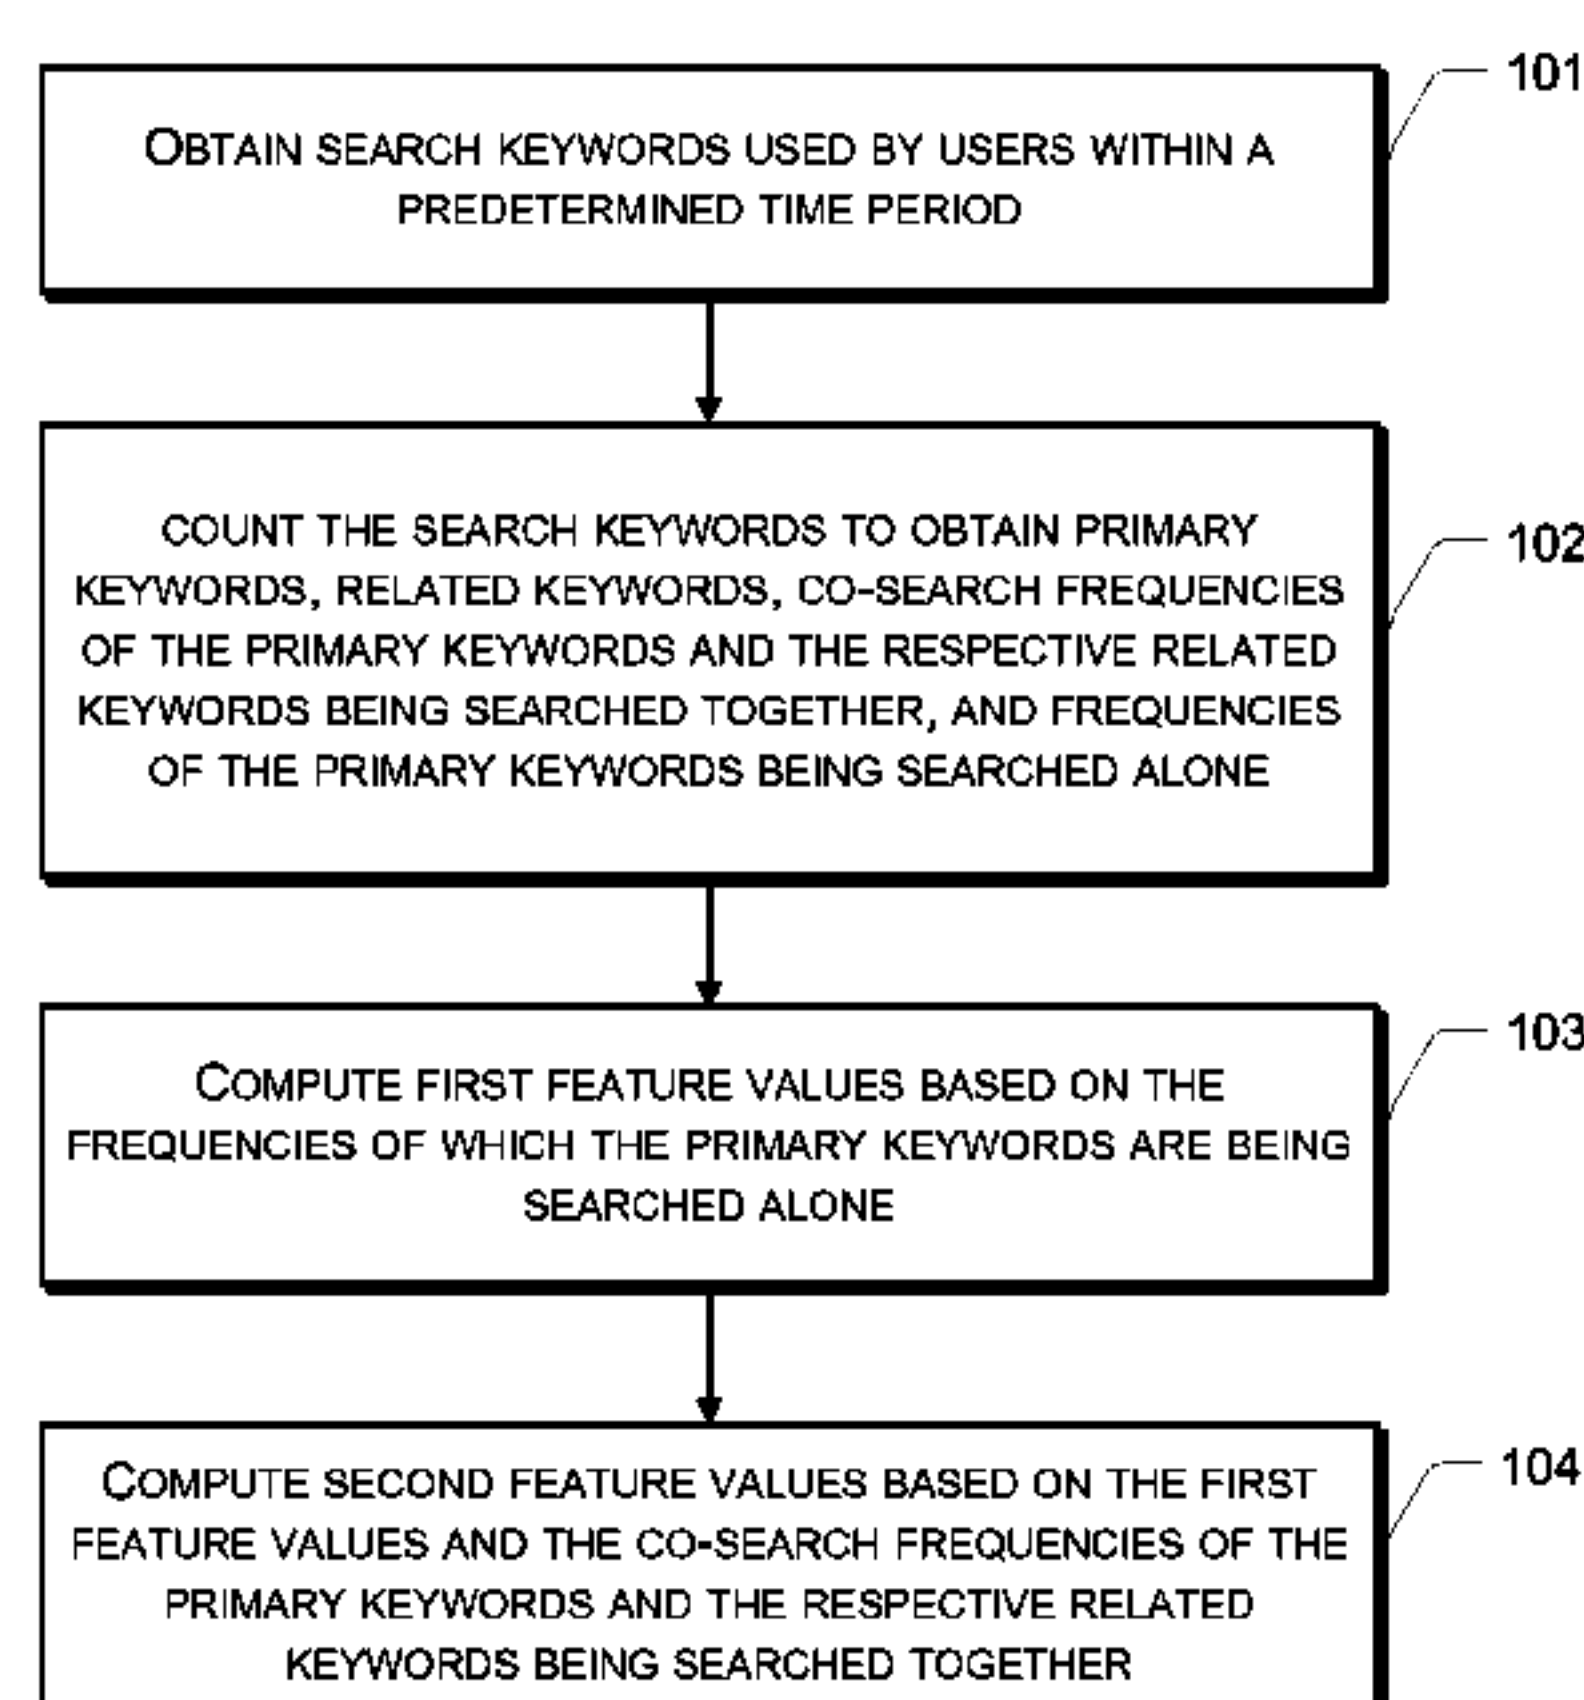 101
OBTAIN SEARCH KEYWORDS USED BY USERS WITHIN A
PREDETERMINED TIME PERIOD
102
COUNT THE SEARCH KEYWORDS TO OBTAIN PRIMARY
KEYWORDS, RELATED KEYWORDS, CO-SEARCH FREQUENCIES
OF THE PRIMARY KEYWORDS AND THE RESPECTIVE RELATED
KEYWORDS BEING SEARCHED TOGETHER, AND FREQUENCIES
OF THE PRIMARY KEYWORDS BEING SEARCHED ALONE
103
COMPUTE FIRST FEATURE VALUES BASED ON THE
FREQUENCIES OF WHICH THE PRIMARY KEYWORDS ARE BEING
SEARCHED ALONE
104
COMPUTE SECOND FEATURE VALUES BASED ON THE FIRST
FEATURE VALUES AND THE CO-SEARCH FREQUENCIES OF THE
PRIMARY KEYWORDS AND THE RESPECTIVE RELATED
KEYWORDS BEING SEARCHED TOGETHER